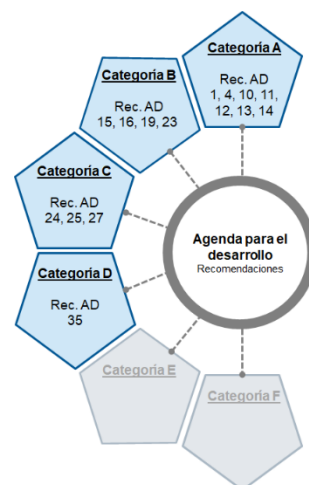 Categoría A
Rec. AD
1, 4, 10, 11,
12, 13, 14
Categoría B
Rec. AD
15, 16, 19, 23
Categoría C
Rec. AD
24, 25, 27
Agenda para el
desarrollo
Recomendaciones
Categoría D
Rec. AD
35
Categoría E
Categoría F